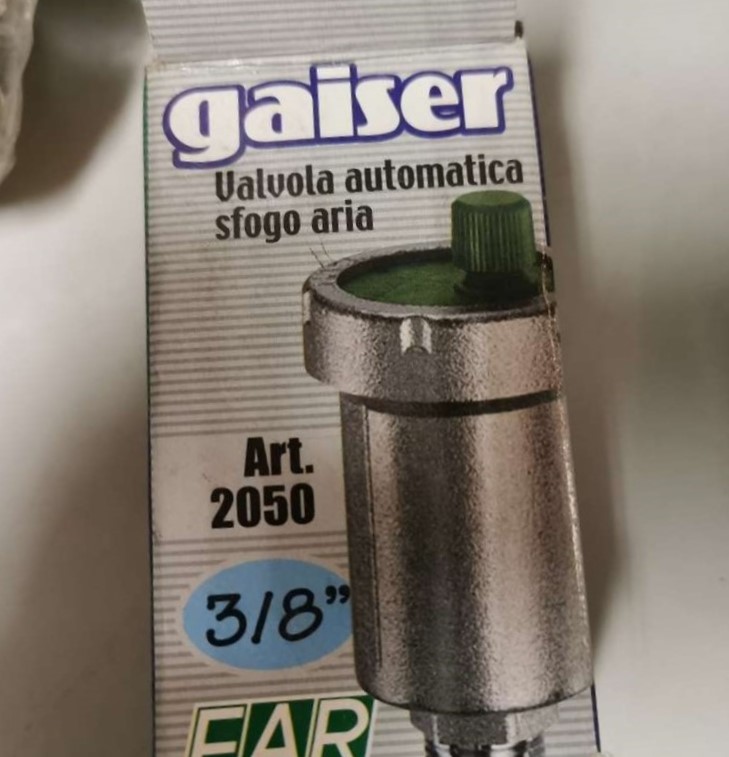 gaiser
Valvola automatica
sfogo aria
Art.
2050
3/8”
FAR